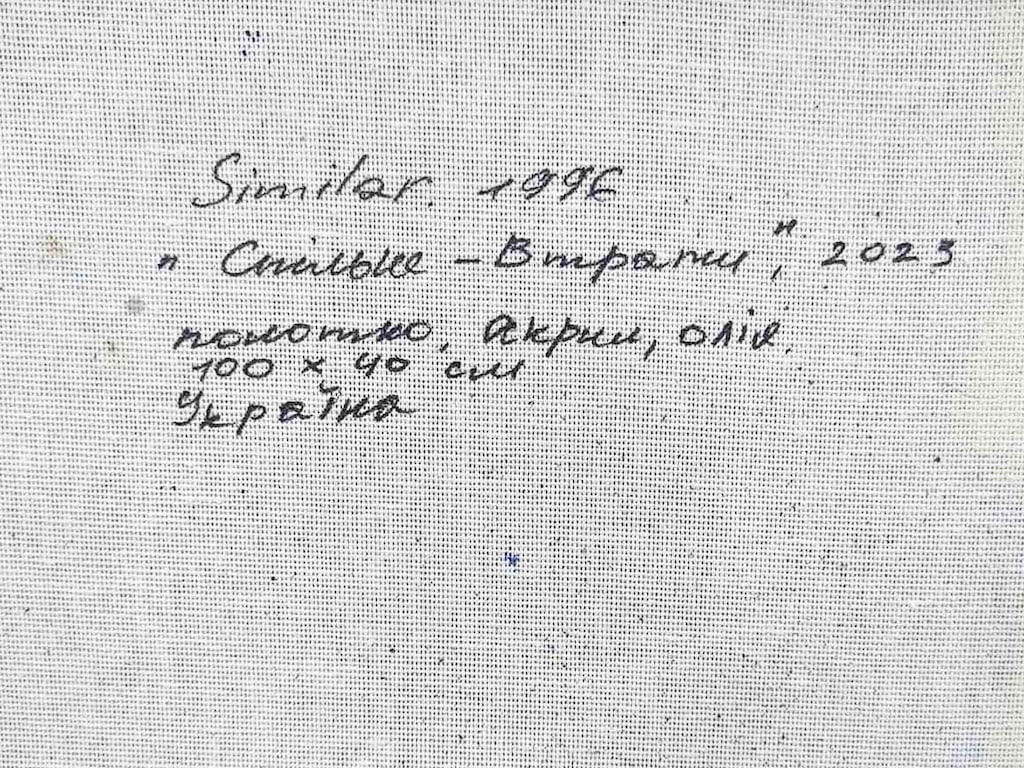 Similar. 1996
" Спільне - Втрати ", 2023
полотно, акрил, олія.
100 x 40 см
Україна